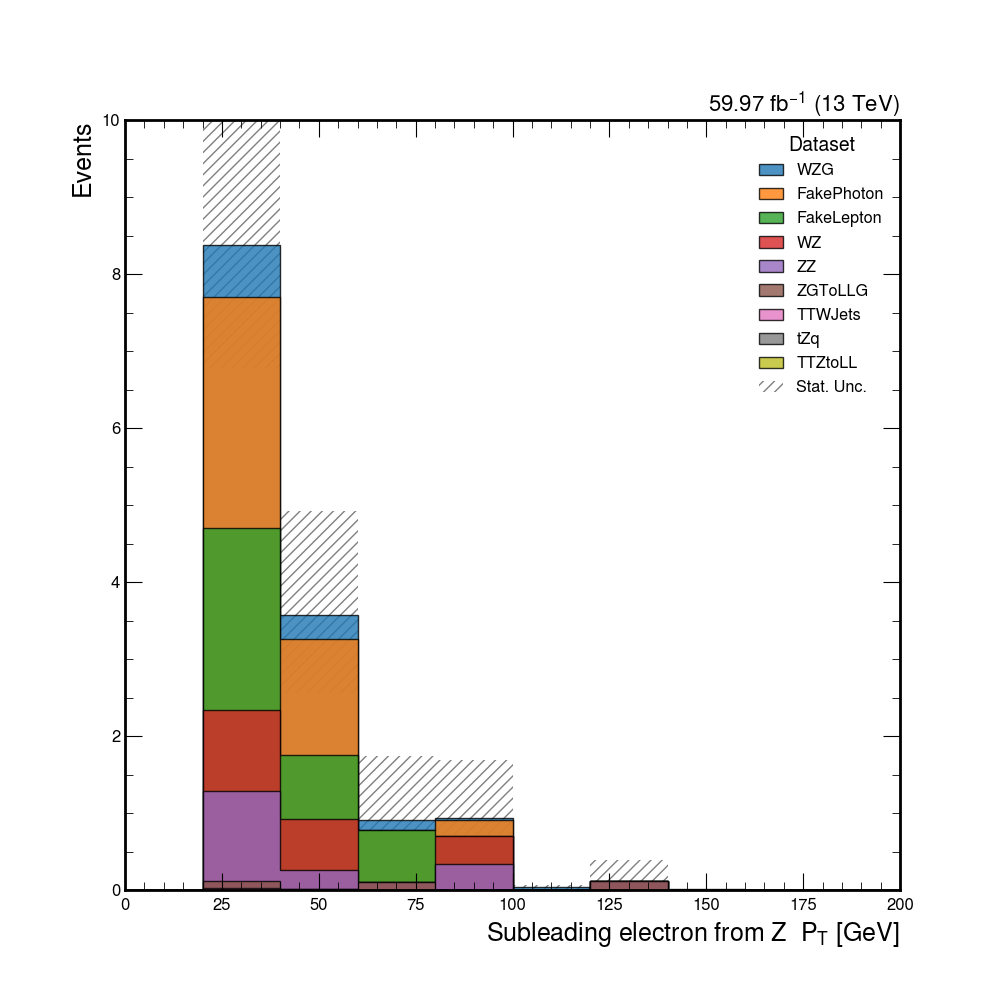 59.97 fb⁻¹ (13 TeV)
Events
10
8
6
4
2
0
Dataset
WZG
FakePhoton
FakeLepton
WZ
ZZ
ZGToLLG
TTWJets
tZq
TTZtoLL
Stat. Unc.
0 25 50 75 100 125 150 175 200
Subleading electron from Z P_T [GeV]